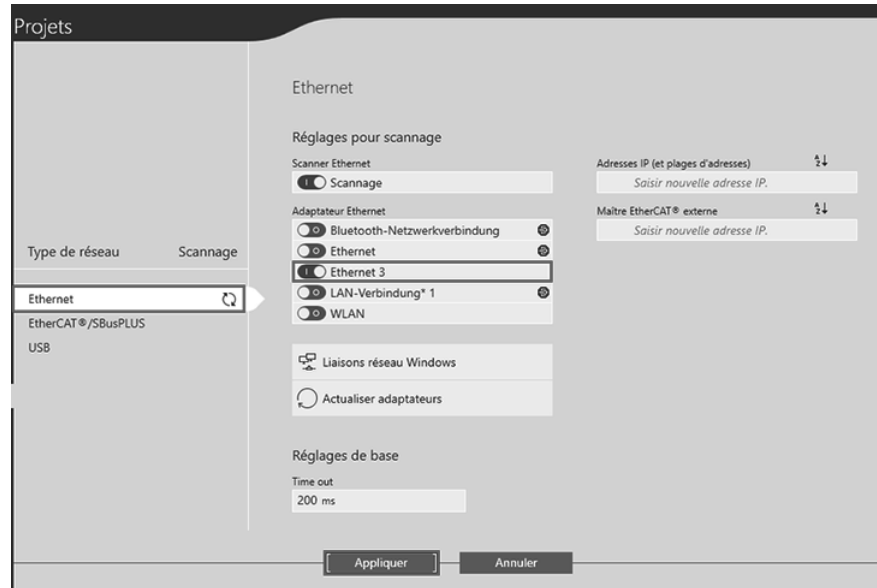 Projets
Type de réseau Scannage
Ethernet
EtherCAT®/SBusPLUS
USB
Ethernet
Réglages pour scannage
Scanner Ethernet
Scannage
Adaptateur Ethernet
Bluetooth-Netzwerkverbindung
Ethernet
Ethernet 3
LAN-Verbindung* 1
WLAN
Liaisons réseau Windows
Actualiser adaptateurs
Réglages de base
Time out
200 ms
Adresses IP (et plages d'adresses)
Saisir nouvelle adresse IP.
Maître EtherCAT® externe
Saisir nouvelle adresse IP.
Appliquer Annuler